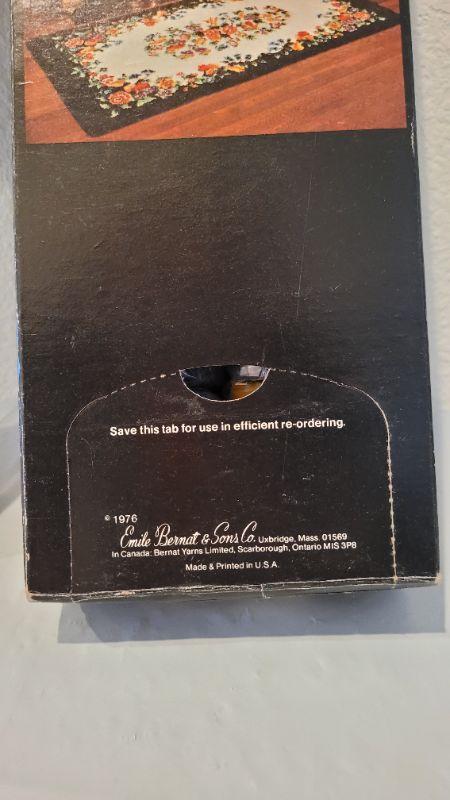 Save this tab for use in efficient re-ordering.
© 1976
Emile Bernat & Sons Co. Uxbridge, Mass. 01569
In Canada: Bernat Yarns Limited, Scarborough, Ontario MIS 3P8
Made & Printed in U.S.A.